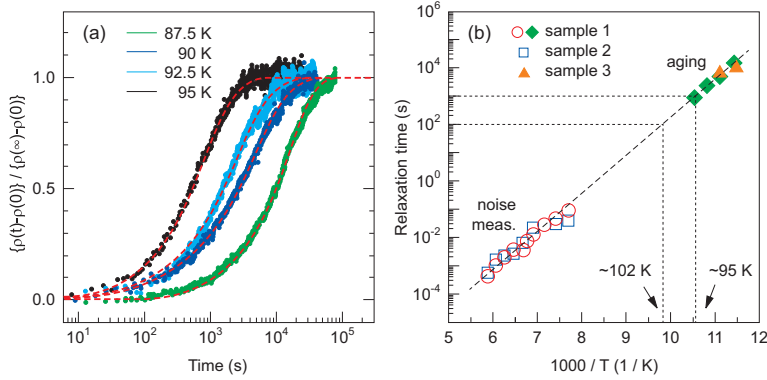 (a)
87.5 K
90 K
92.5 K
95 K
{ρ(t)-ρ(0)} / {ρ(∞)-ρ(0)}
1.0
0.5
0.0
10¹ 10² 10³ 10⁴ 10⁵
Time (s)
(b)
sample 1
sample 2
sample 3
aging
noise
meas.
~102 K
~95 K
Relaxation time (s)
10⁶
10⁴
10²
10⁰
10⁻²
10⁻⁴
5 6 7 8 9 10 11 12
1000 / T (1 / K)